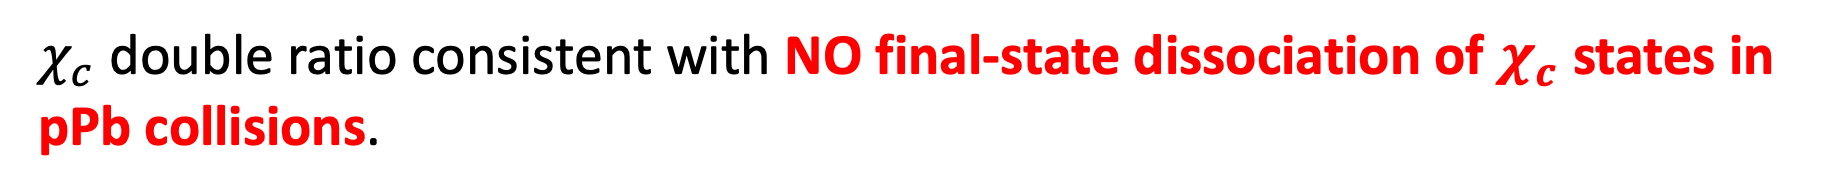 χc double ratio consistent with NO final-state dissociation of χc states in
pPb collisions.